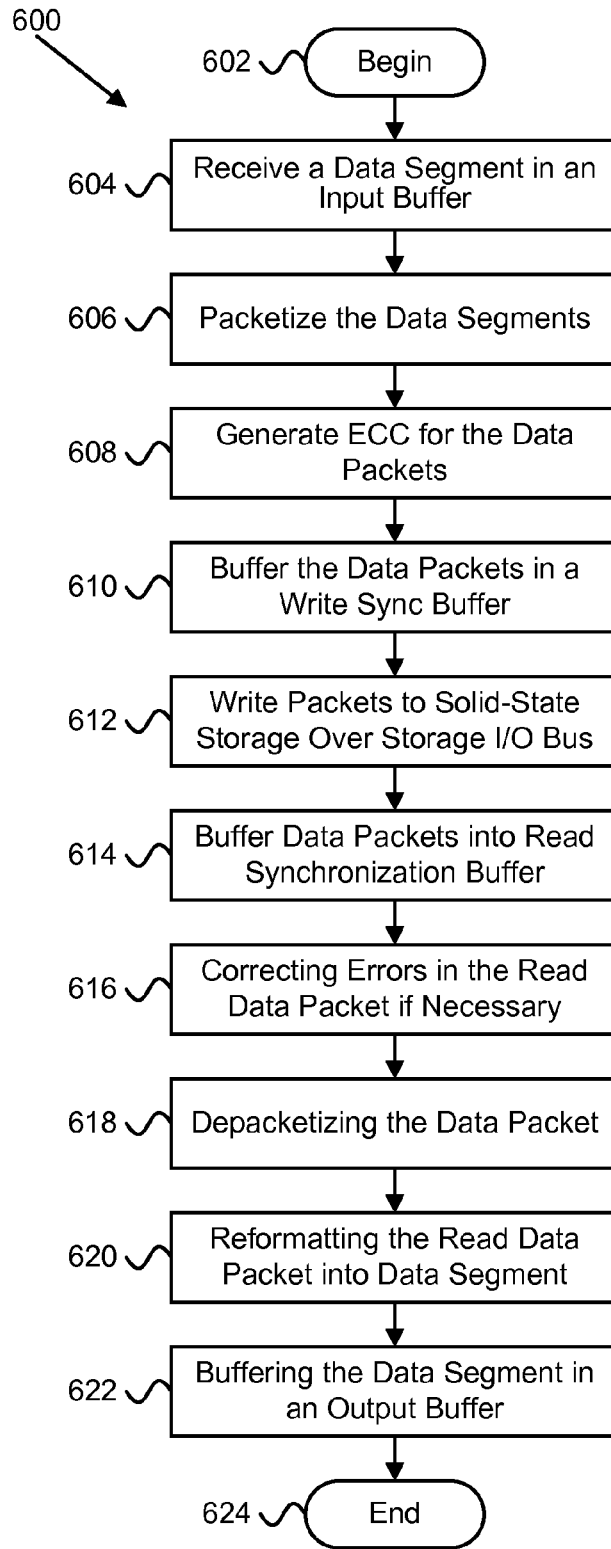 600
602
Begin
604
Receive a Data Segment in an
Input Buffer
606
Packetize the Data Segments
608
Generate ECC for the Data
Packets
610
Buffer the Data Packets in a
Write Sync Buffer
612
Write Packets to Solid-State
Storage Over Storage I/O Bus
614
Buffer Data Packets into Read
Synchronization Buffer
616
Correcting Errors in the Read
Data Packet if Necessary
618
Depacketizing the Data Packet
620
Reformatting the Read Data
Packet into Data Segment
622
Buffering the Data Segment in
an Output Buffer
624
End